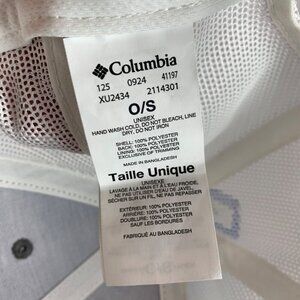 Columbia
125 0924 41197
XU2434 2114301
O/S
UNISEX
HAND WASH COLD, DO NOT BLEACH, LINE
DRY, DO NOT IRON
SHELL: 100% POLYESTER
BACK: 100% POLYESTER
LINING: 100% POLYESTER
EXCLUSIVE OF TRIMMING
MADE IN BANGLADESH
Taille Unique
UNISEXE
LAVAGE À LA MAIN ET À L'EAU FROIDE,
NE PAS UTILISER D'EAU DE JAVEL,
SÉCHER SUR UN FIL, NE PAS REPASSER
EXTÉRIEUR: 100% POLYESTER
ARRIÈRE: 100% POLYESTER
DOUBLURE: 100% POLYESTER
SAUF GARNITURE
FABRIQUÉ AU BANGLADESH